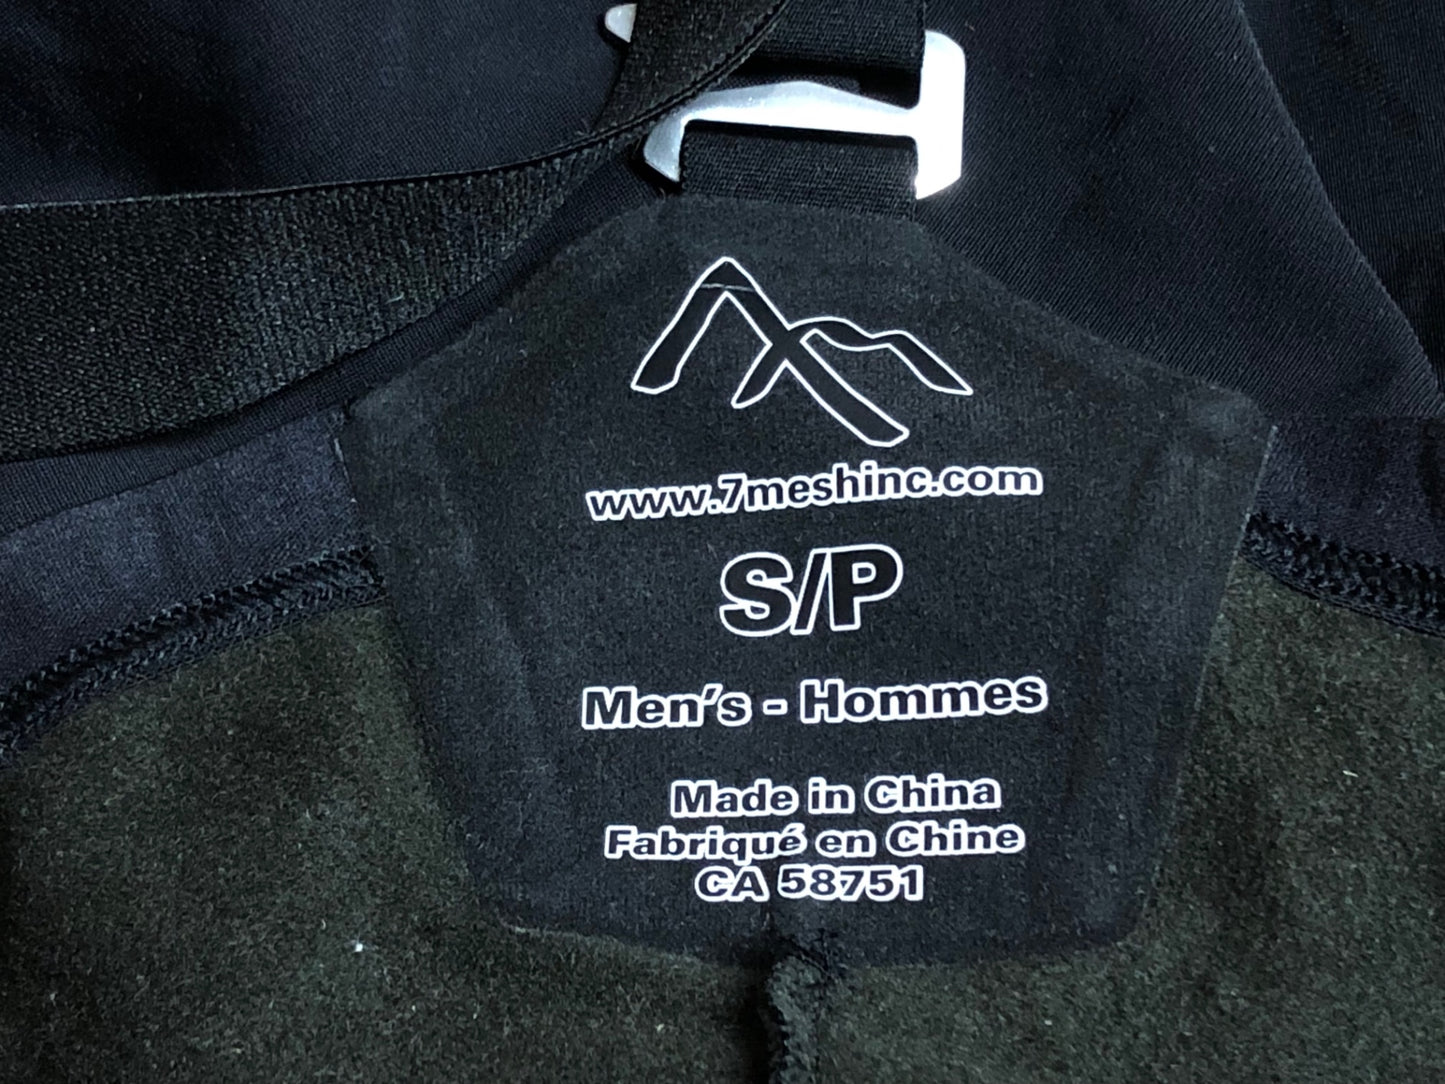 www.7meshinc.com
S/P
Men's - Hommes
Made in China
Fabriqué en Chine
CA 58751